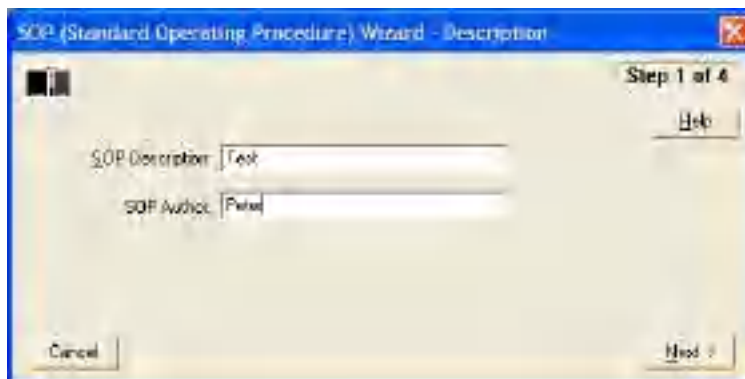 SOP (Standard Operating Procedure) Wizard - Description
Step 1 of 4
Help
SOP Description Test
SOP Author. Peter
Cancel
Next >